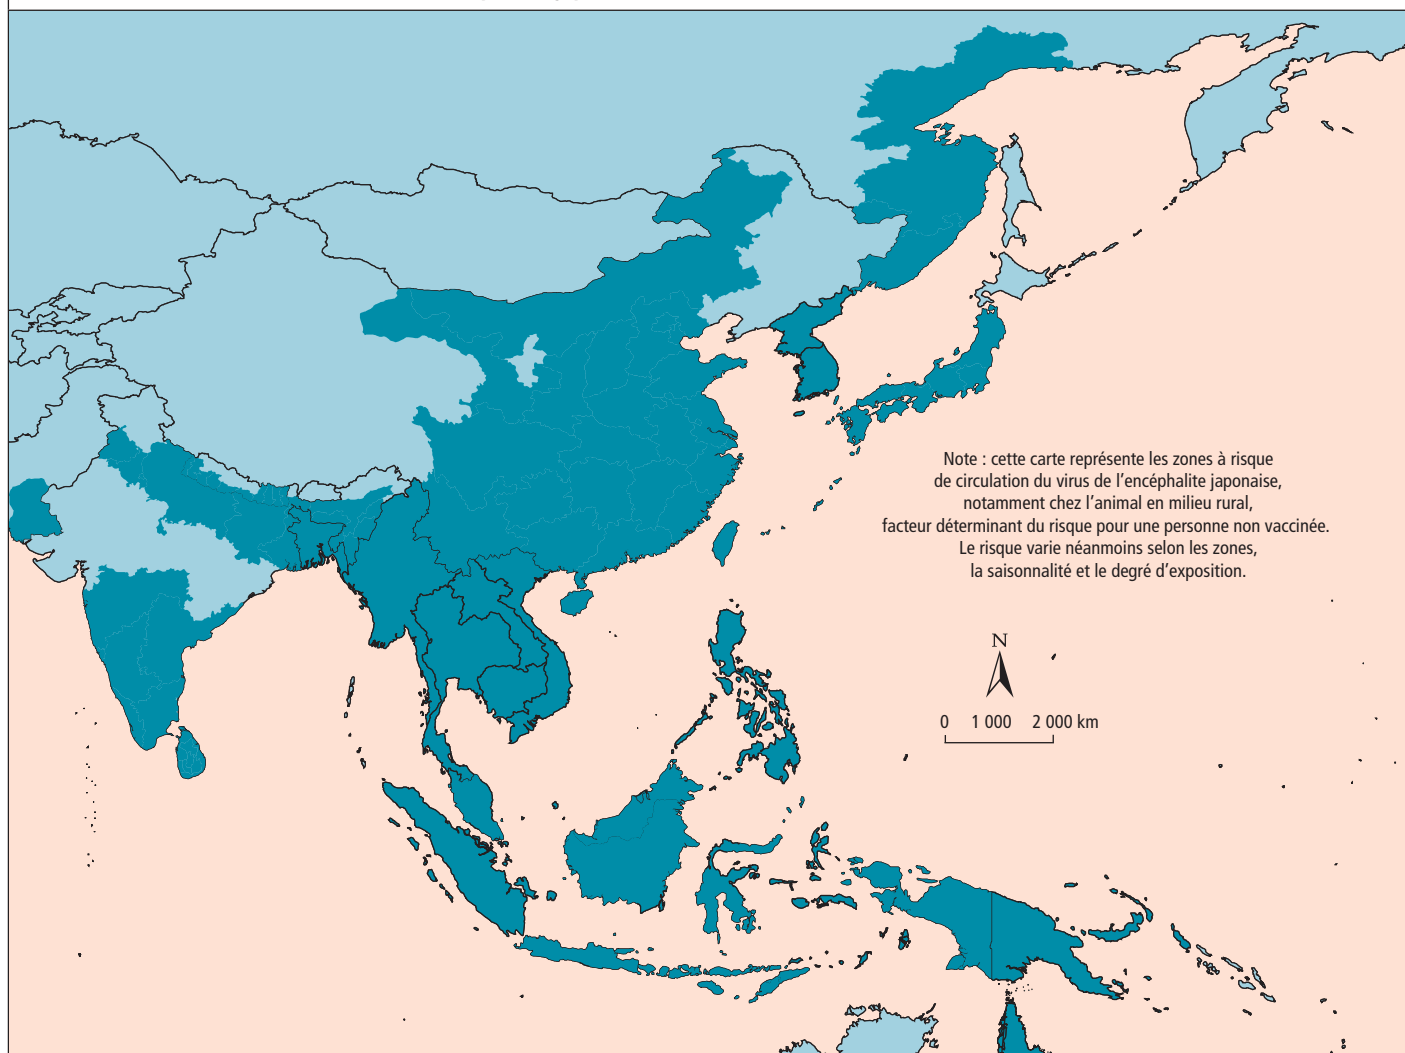 Note : cette carte représente les zones à risque
de circulation du virus de l'encéphalite japonaise,
notamment chez l'animal en milieu rural,
facteur déterminant du risque pour une personne non vaccinée.
Le risque varie néanmoins selon les zones,
la saisonnalité et le degré d'exposition.
N
0 1 000 2 000 km